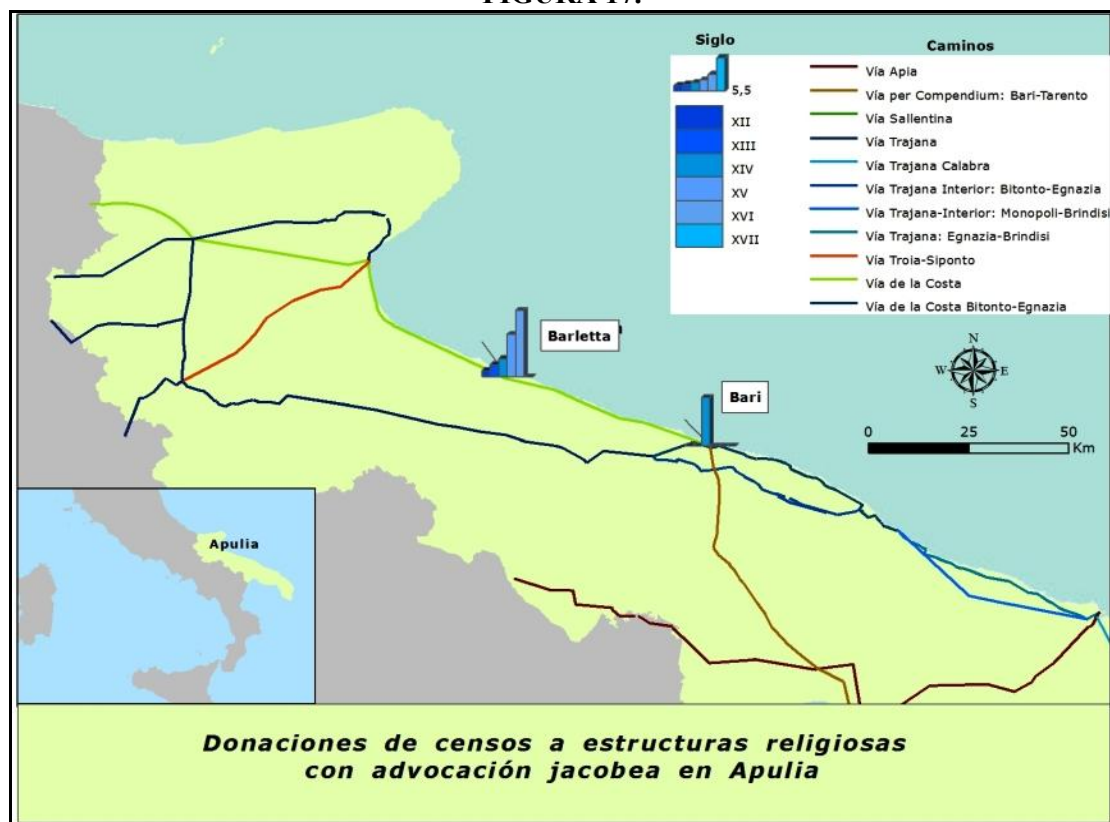 FIGURA 17.
Siglo
5,5
XII
XIII
XIV
XV
XVI
XVII
Caminos
Vía Apia
Vía per Compendium: Bari-Tarento
Vía Sallentina
Vía Trajana
Vía Trajana Calabra
Vía Trajana Interior: Bitonto-Egnazia
Vía Trajana-Interior: Monopoli-Brindisi
Vía Trajana: Egnazia-Brindisi
Vía Troia-Siponto
Vía de la Costa
Vía de la Costa Bitonto-Egnazia
Barletta
Bari
N
W E
S
0 25 50
Km
Apulia
Donaciones de censos a estructuras religiosas
con advocación jacobea en Apulia